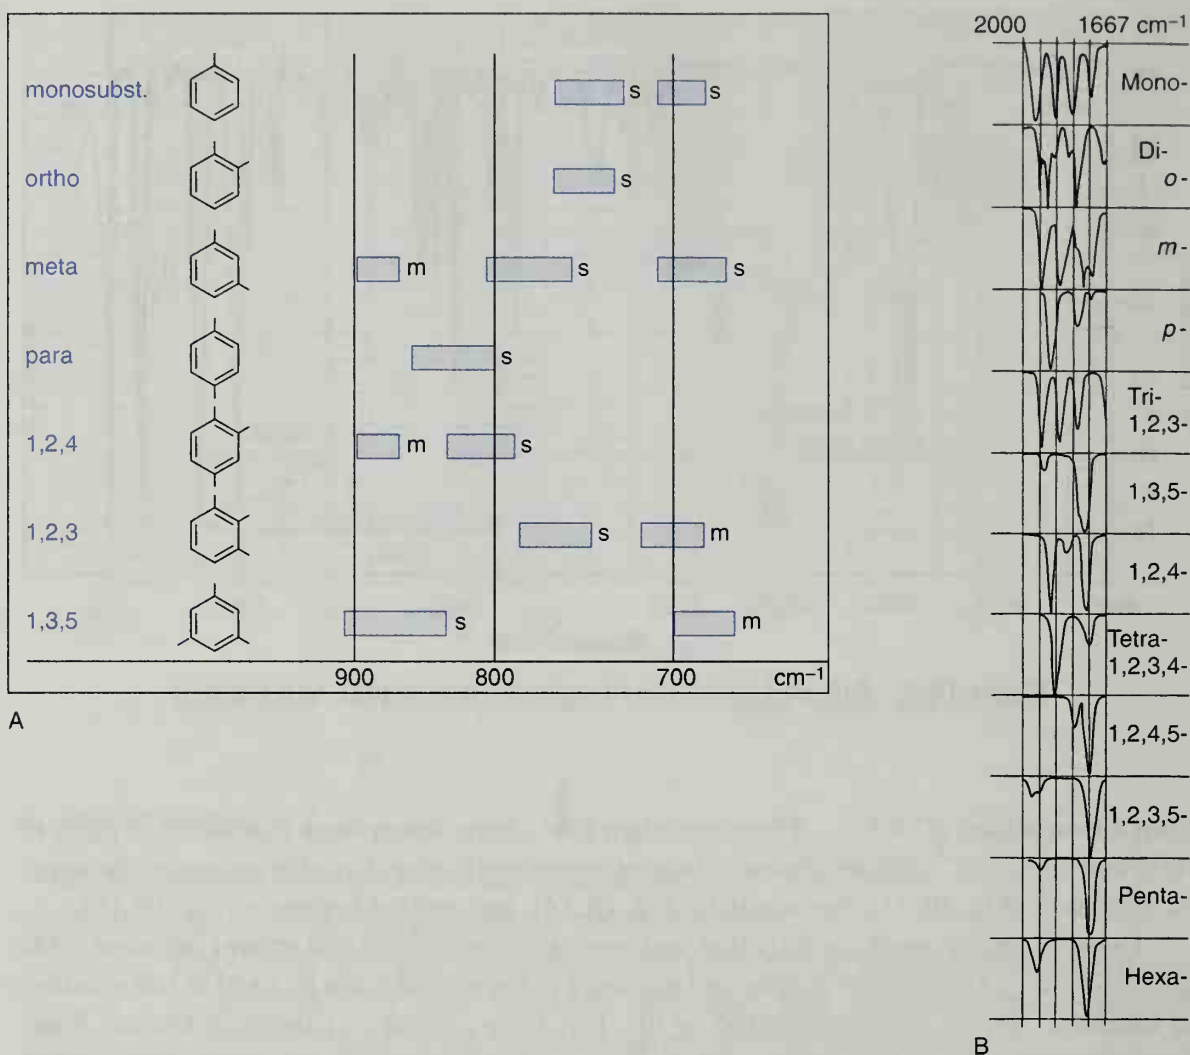 monosubst.
s
s
ortho
s
meta
m
s
s
para
s
1,2,4
m
s
1,2,3
s
m
1,3,5
s
m
900
800
700
cm⁻¹
A
2000
1667 cm⁻¹
Mono-
Di-
o-
m-
p-
Tri-
1,2,3-
1,3,5-
1,2,4-
Tetra-
1,2,3,4-
1,2,4,5-
1,2,3,5-
Penta-
Hexa-
B